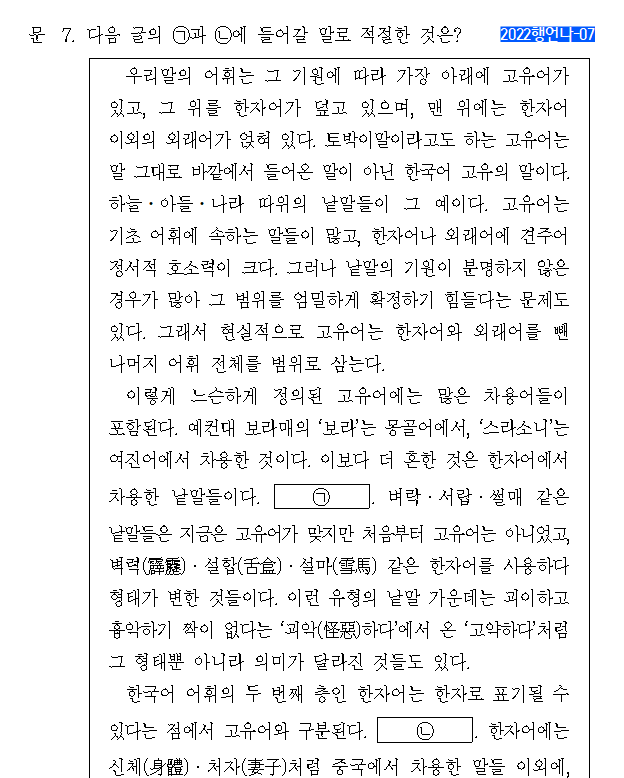 문 7. 다음 글의 ㉠과 ㉡에 들어갈 말로 적절한 것은? 2022행언나-07
우리말의 어휘는 그 기원에 따라 가장 아래에 고유어가
있고, 그 위를 한자어가 덮고 있으며, 맨 위에는 한자어
이외의 외래어가 얹혀 있다. 토박이말이라고도 하는 고유어는
말 그대로 바깥에서 들어온 말이 아닌 한국어 고유의 말이다.
하늘·아들·나라 따위의 낱말들이 그 예이다. 고유어는
기초 어휘에 속하는 말들이 많고, 한자어나 외래어에 견주어
정서적 호소력이 크다. 그러나 낱말의 기원이 분명하지 않은
경우가 많아 그 범위를 엄밀하게 확정하기 힘들다는 문제도
있다. 그래서 현실적으로 고유어는 한자어와 외래어를 뺀
나머지 어휘 전체를 범위로 삼는다.
이렇게 느슨하게 정의된 고유어에는 많은 차용어들이
포함된다. 예컨대 보라매의 ‘보라’는 몽골어에서, ‘스라소니’는
여진어에서 차용한 것이다. 이보다 더 흔한 것은 한자어에서
차용한 낱말들이다. ㉠. 벼락·서랍·썰매 같은
낱말들은 지금은 고유어가 맞지만 처음부터 고유어는 아니었고,
벽력(霹靂)·설합(舌盒)·설마(雪馬) 같은 한자어를 사용하다
형태가 변한 것들이다. 이런 유형의 낱말 가운데는 괴이하고
흉악하기 짝이 없다는 ‘괴악(怪惡)하다’에서 온 ‘고약하다’처럼
그 형태뿐 아니라 의미가 달라진 것들도 있다.
한국어 어휘의 두 번째 층인 한자어는 한자로 표기될 수
있다는 점에서 고유어와 구분된다. ㉡. 한자어에는
신체(身體)·처자(妻子)처럼 중국에서 차용한 말들 이외에,